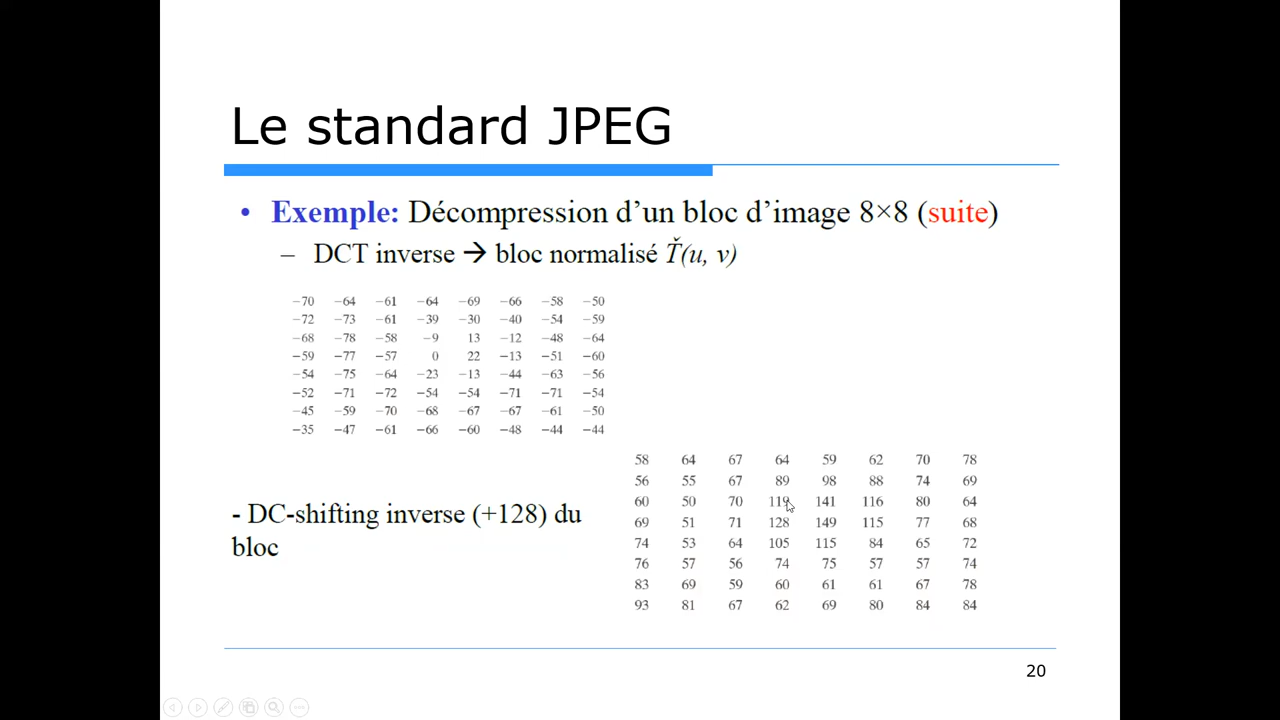 Le standard JPEG
• Exemple: Décompression d’un bloc d’image 8×8 (suite)
– DCT inverse → bloc normalisé Ť(u, v)
−70 −64 −61 −64 −69 −66 −58 −50
−72 −73 −61 −39 −30 −40 −54 −59
−68 −78 −58 −9 13 −12 −48 −64
−59 −77 −57 0 22 −13 −51 −60
−54 −75 −64 −23 −13 −44 −63 −56
−52 −71 −72 −54 −54 −71 −71 −54
−45 −59 −70 −68 −67 −67 −61 −50
−35 −47 −61 −66 −60 −48 −44 −44
- DC-shifting inverse (+128) du
bloc
58 64 67 64 59 62 70 78
56 55 67 89 98 88 74 69
60 50 70 119 141 116 80 64
69 51 71 128 149 115 77 68
74 53 64 105 115 84 65 72
76 57 56 74 75 57 57 74
83 69 59 60 61 61 67 78
93 81 67 62 69 80 84 84
20